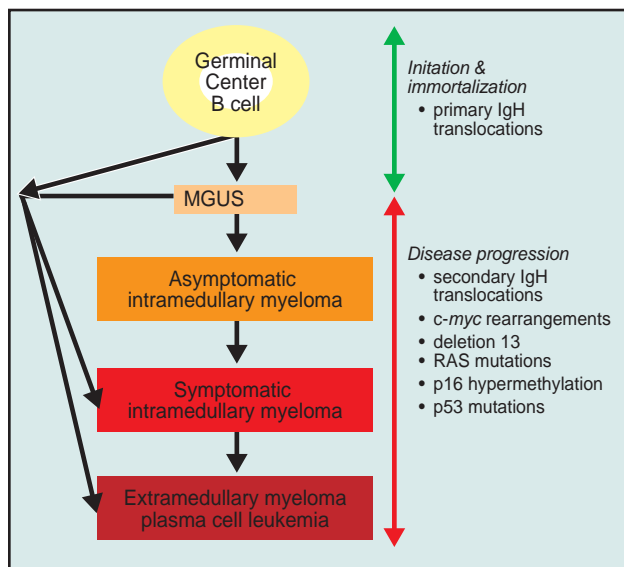 Germinal
Center
B cell
MGUS
Asymptomatic
intramedullary myeloma
Symptomatic
intramedullary myeloma
Extramedullary myeloma
plasma cell leukemia
Initation &
immortalizing
• primary IgH
translocations
Disease progression
• secondary IgH
translocations
• c-myc rearrangements
• deletion 13
• RAS mutations
• p16 hypermethylation
• p53 mutations